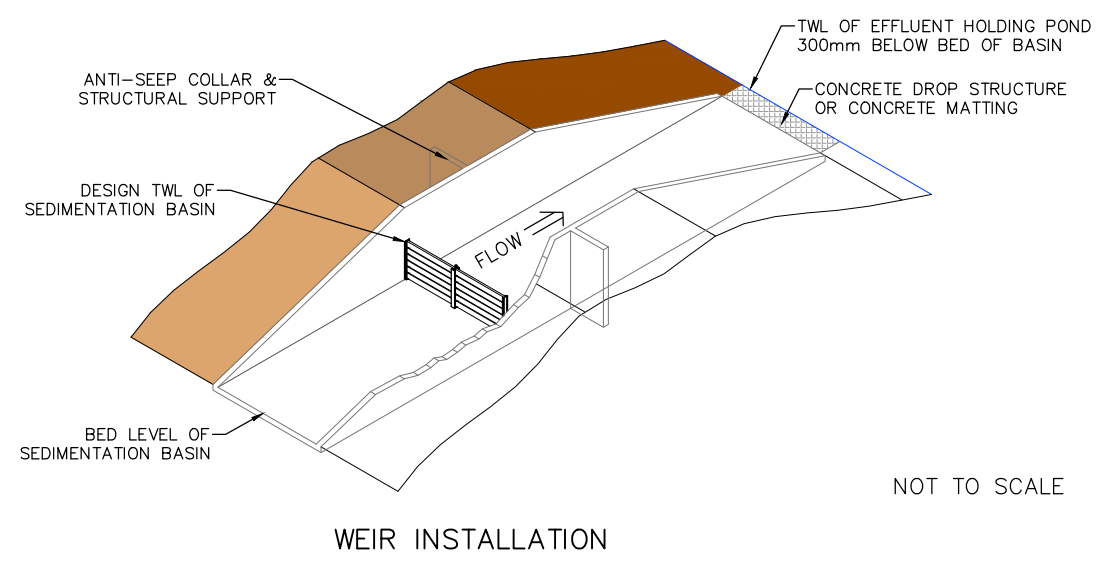 TWL OF EFFLUENT HOLDING POND
300mm BELOW BED OF BASIN
ANTI-SEEP COLLAR &
STRUCTURAL SUPPORT
CONCRETE DROP STRUCTURE
OR CONCRETE MATTING
DESIGN TWL OF
SEDIMENTATION BASIN
FLOW
BED LEVEL OF
SEDIMENTATION BASIN
NOT TO SCALE
WEIR INSTALLATION